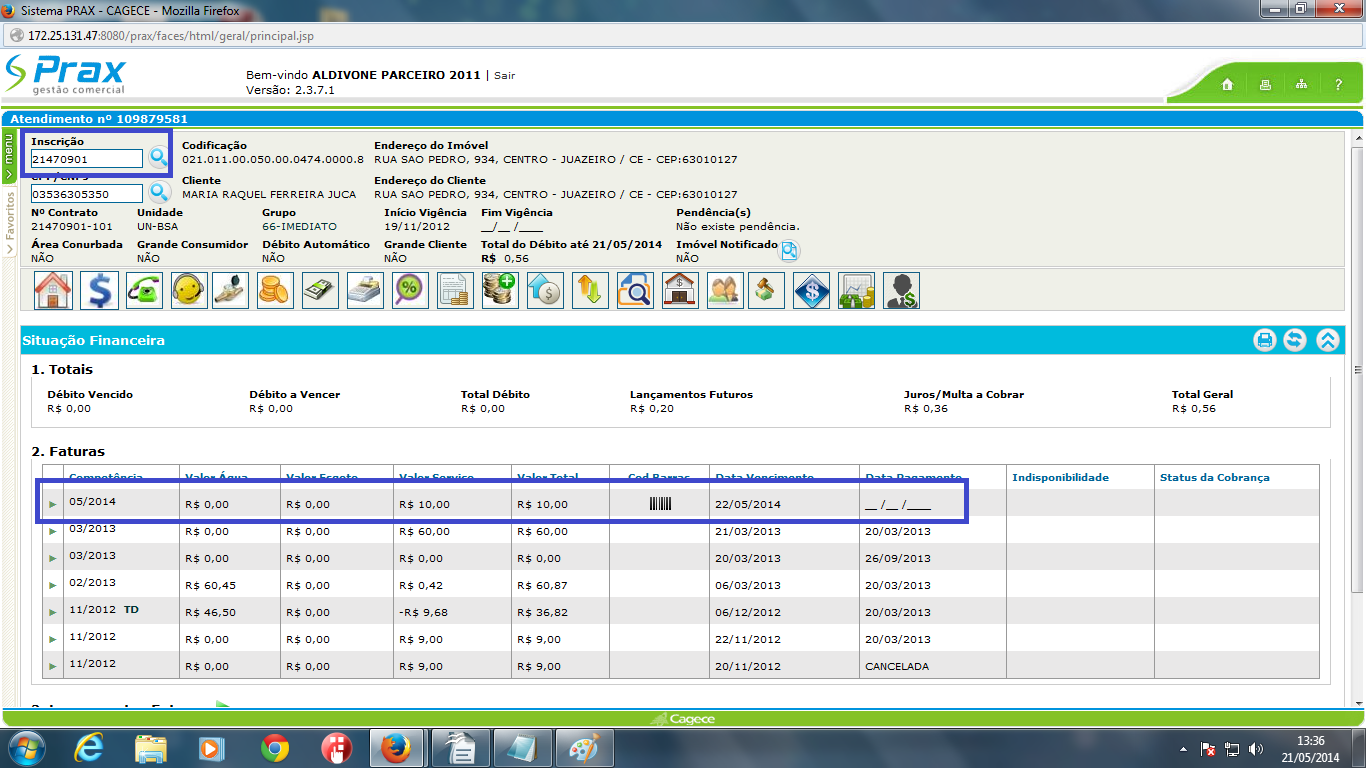 Sistema PRAX - CAGECE - Mozilla Firefox
172.25.131.47:8080/prax/faces/html/geral/principal.jsp
Prax
gestão comercial
Bem-vindo ALDIVONE PARCEIRO 2011 | Sair
Versão: 2.3.7.1
?
Atendimento nº 109879581
menu
Favoritos
Inscrição
21470901
Codificação
021.011.00.050.00.0474.0000.8
Endereço do Imóvel
RUA SAO PEDRO, 934, CENTRO - JUAZEIRO / CE - CEP:63010127
CPF/CNPJ
03536305350
Cliente
MARIA RAQUEL FERREIRA JUCA
Endereço do Cliente
RUA SAO PEDRO, 934, CENTRO - JUAZEIRO / CE - CEP:63010127
Nº Contrato Unidade Grupo Início Vigência Fim Vigência Pendência(s)
21470901-101 UN-BSA 66-IMEDIATO 19/11/2012 __/__ /____ Não existe pendência.
Área Conurbada Grande Consumidor Débito Automático Grande Cliente Total do Débito até 21/05/2014 Imóvel Notificado
NÃO NÃO NÃO NÃO R$ 0,56 NÃO
Situação Financeira
1. Totais
Débito Vencido Débito a Vencer Total Débito Lançamentos Futuros Juros/Multa a Cobrar Total Geral
R$ 0,00 R$ 0,00 R$ 0,00 R$ 0,20 R$ 0,36 R$ 0,56
2. Faturas
Competência Valor Água Valor Esgoto Valor Serviço Valor Total Cod.Barras Data Vencimento Data Pagamento Indisponibilidade Status da Cobrança
05/2014 R$ 0,00 R$ 0,00 R$ 10,00 R$ 10,00 22/05/2014 __ /__ /____
03/2013 R$ 0,00 R$ 0,00 R$ 60,00 R$ 60,00 21/03/2013 20/03/2013
03/2013 R$ 0,00 R$ 0,00 R$ 0,00 R$ 0,00 20/03/2013 26/09/2013
02/2013 R$ 60,45 R$ 0,00 R$ 0,42 R$ 60,87 06/03/2013 20/03/2013
11/2012 TD R$ 46,50 R$ 0,00 -R$ 9,68 R$ 36,82 06/12/2012 20/03/2013
11/2012 R$ 0,00 R$ 0,00 R$ 9,00 R$ 9,00 22/11/2012 20/03/2013
11/2012 R$ 0,00 R$ 0,00 R$ 9,00 R$ 9,00 20/11/2012 CANCELADA
Cagece
13:36
21/05/2014